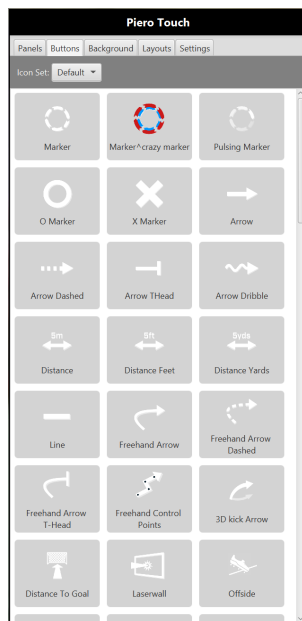 Piero Touch
Panels Buttons Background Layouts Settings
Icon Set: Default
Marker
Marker^crazy marker
Pulsing Marker
O Marker
X Marker
Arrow
Arrow Dashed
Arrow THead
Arrow Dribble
5m
5ft
5yds
Distance
Distance Feet
Distance Yards
Line
Freehand Arrow
Freehand Arrow
Dashed
Freehand Arrow
T-Head
Freehand Control
Points
3D kick Arrow
Distance To Goal
Laserwall
Offside